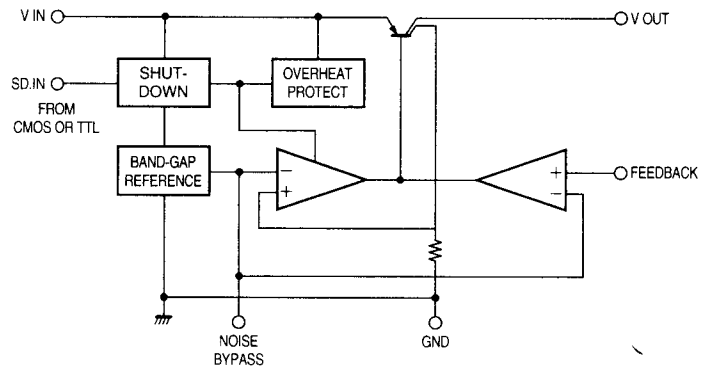 V IN
V OUT
SD.IN
FROM
CMOS OR TTL
SHUT-
DOWN
OVERHEAT
PROTECT
BAND-GAP
REFERENCE
−
+
+
−
FEEDBACK
NOISE
BYPASS
GND